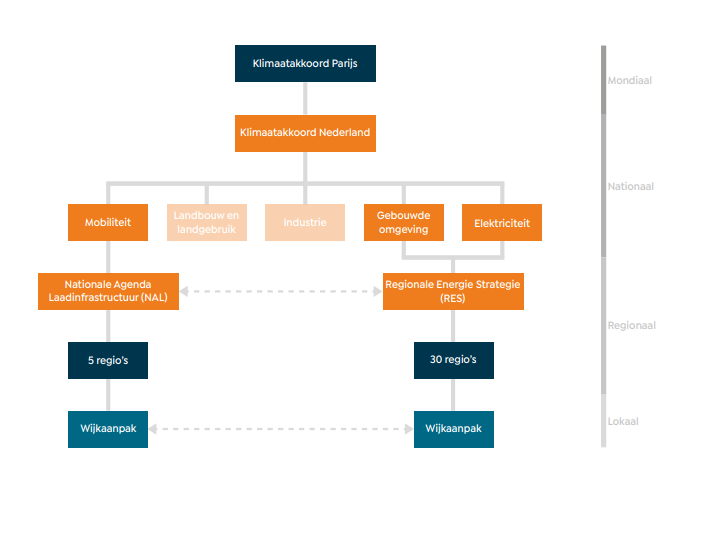 Klimaatakkoord Parijs
Mondiaal
Klimaatakkoord Nederland
Nationaal
Mobiliteit
Landbouw en
landgebruik
Industrie
Gebouwde
omgeving
Elektriciteit
Nationale Agenda
Laadinfrastructuur (NAL)
Regionale Energie Strategie
(RES)
Regionaal
5 regio's
30 regio's
Lokaal
Wijkaanpak
Wijkaanpak